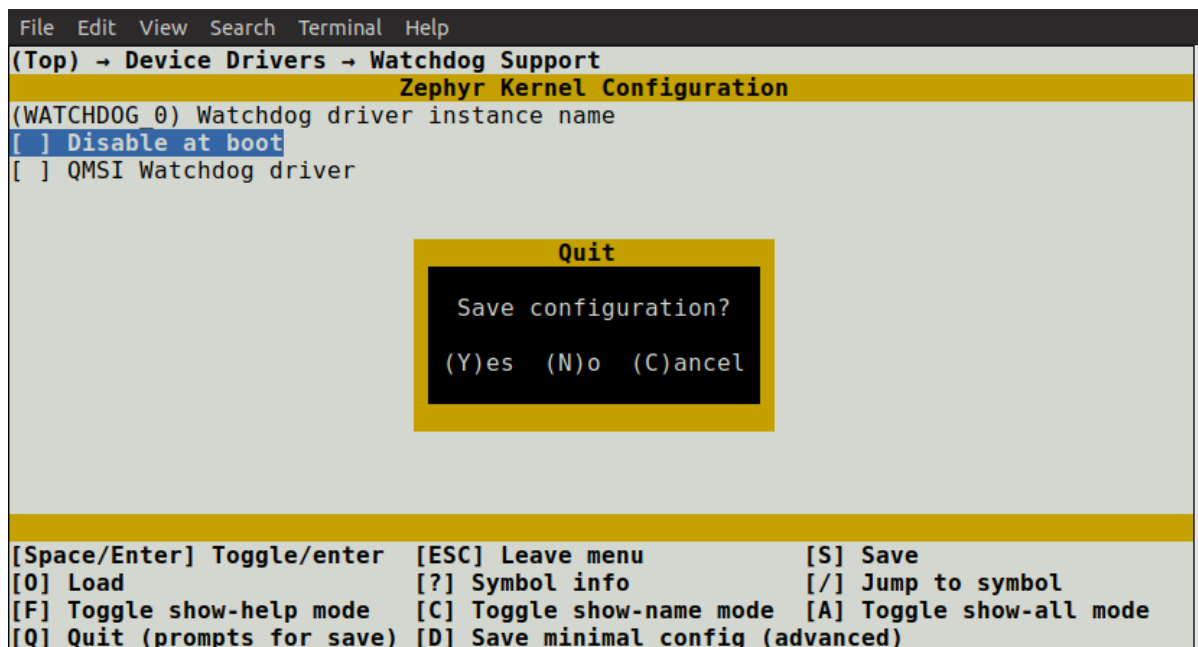 File Edit View Search Terminal Help
(Top) → Device Drivers → Watchdog Support
Zephyr Kernel Configuration
(WATCHDOG_0) Watchdog driver instance name
[ ] Disable at boot
[ ] QMSI Watchdog driver
Quit
Save configuration?
(Y)es (N)o (C)ancel
[Space/Enter] Toggle/enter [ESC] Leave menu [S] Save
[O] Load [?] Symbol info [/] Jump to symbol
[F] Toggle show-help mode [C] Toggle show-name mode [A] Toggle show-all mode
[Q] Quit (prompts for save) [D] Save minimal config (advanced)